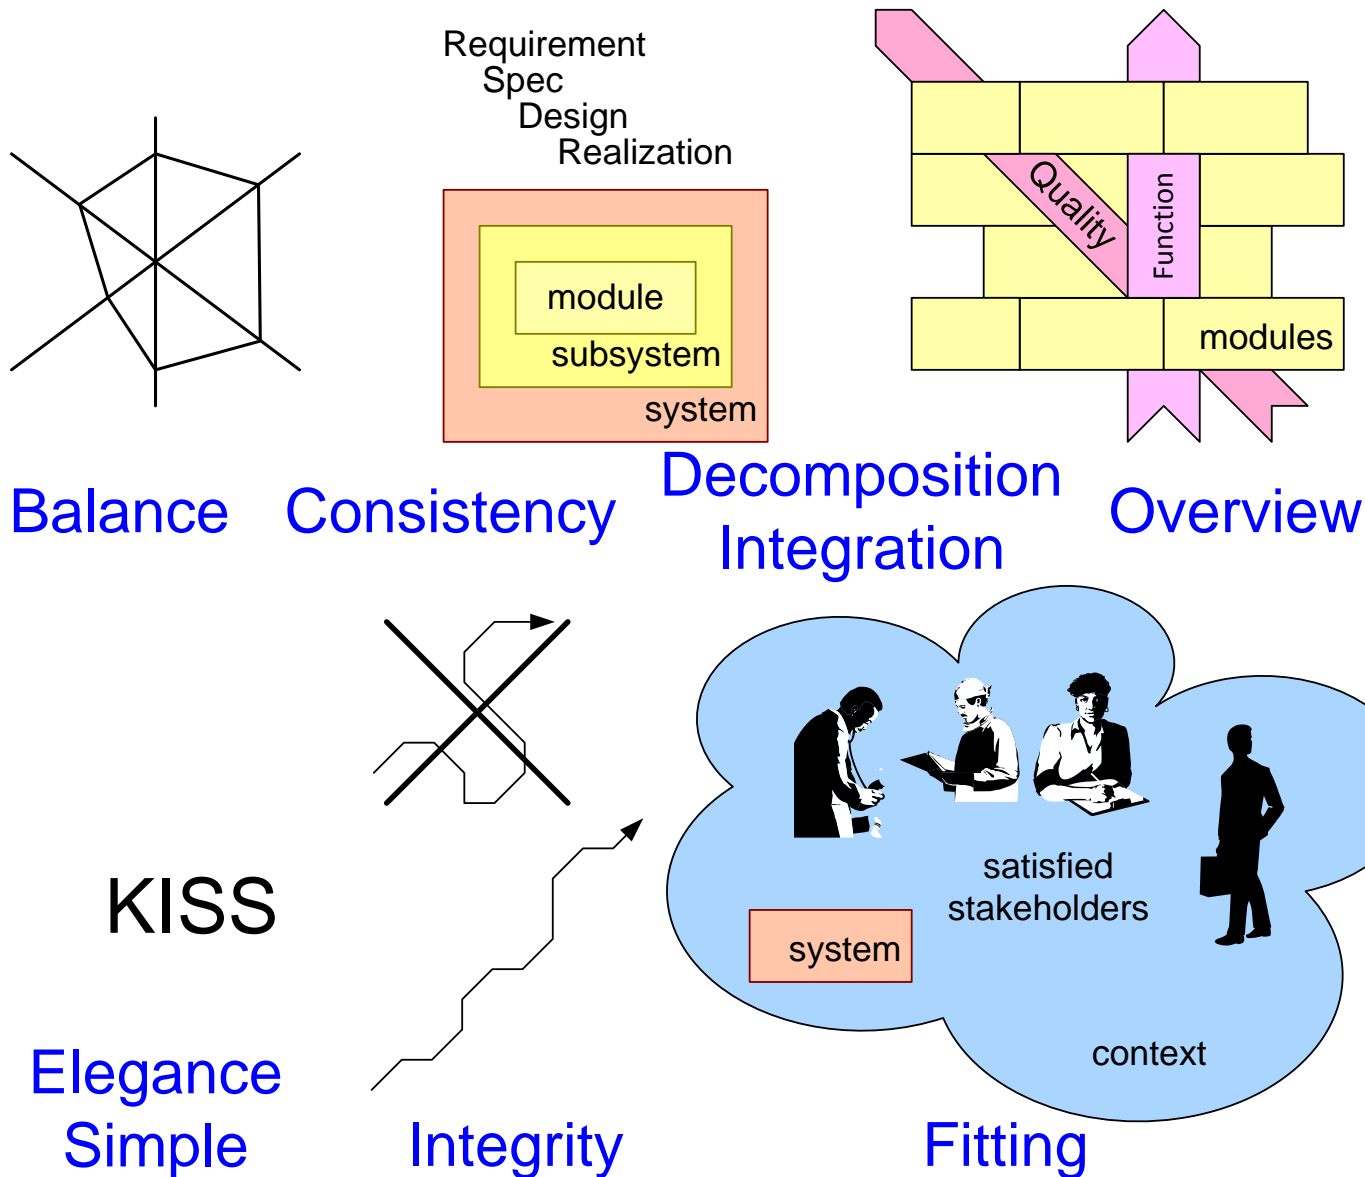 Requirement
Spec
Design
Realization
module
subsystem
system
Quality
Function
modules
Balance
Consistency
Decomposition
Integration
Overview
KISS
satisfied
stakeholders
system
context
Elegance
Simple
Integrity
Fitting